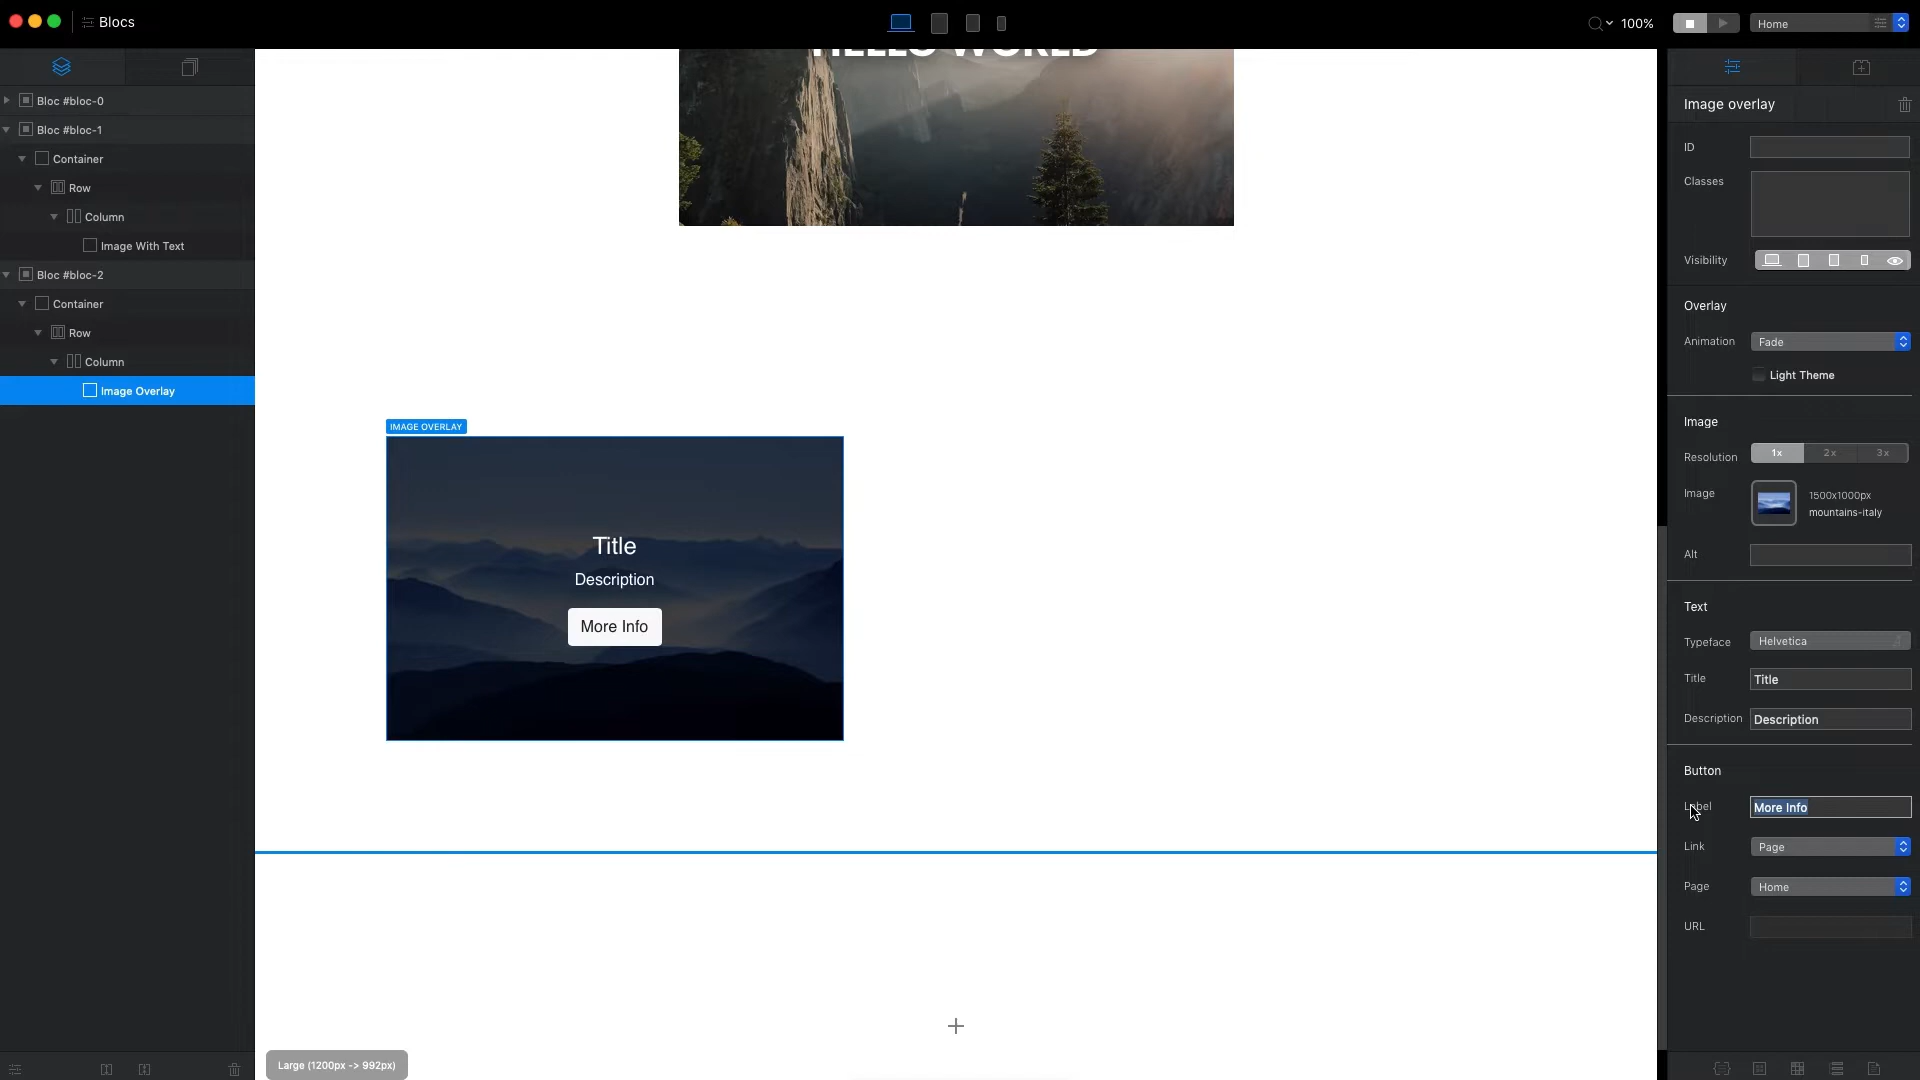 Blocs
100%
Home
Bloc #bloc-0
Bloc #bloc-1
Container
Row
Column
Image With Text
Bloc #bloc-2
Container
Row
Column
Image Overlay
HELLO WORLD
IMAGE OVERLAY
Title
Description
More Info
Large (1200px -> 992px)
Image overlay
ID
Classes
Visibility
Overlay
Animation Fade
Light Theme
Image
Resolution 1x 2x 3x
Image 1500x1000px
mountains-italy
Alt
Text
Typeface Helvetica
Title Title
Description Description
Button
Label More Info
Link Page
Page Home
URL